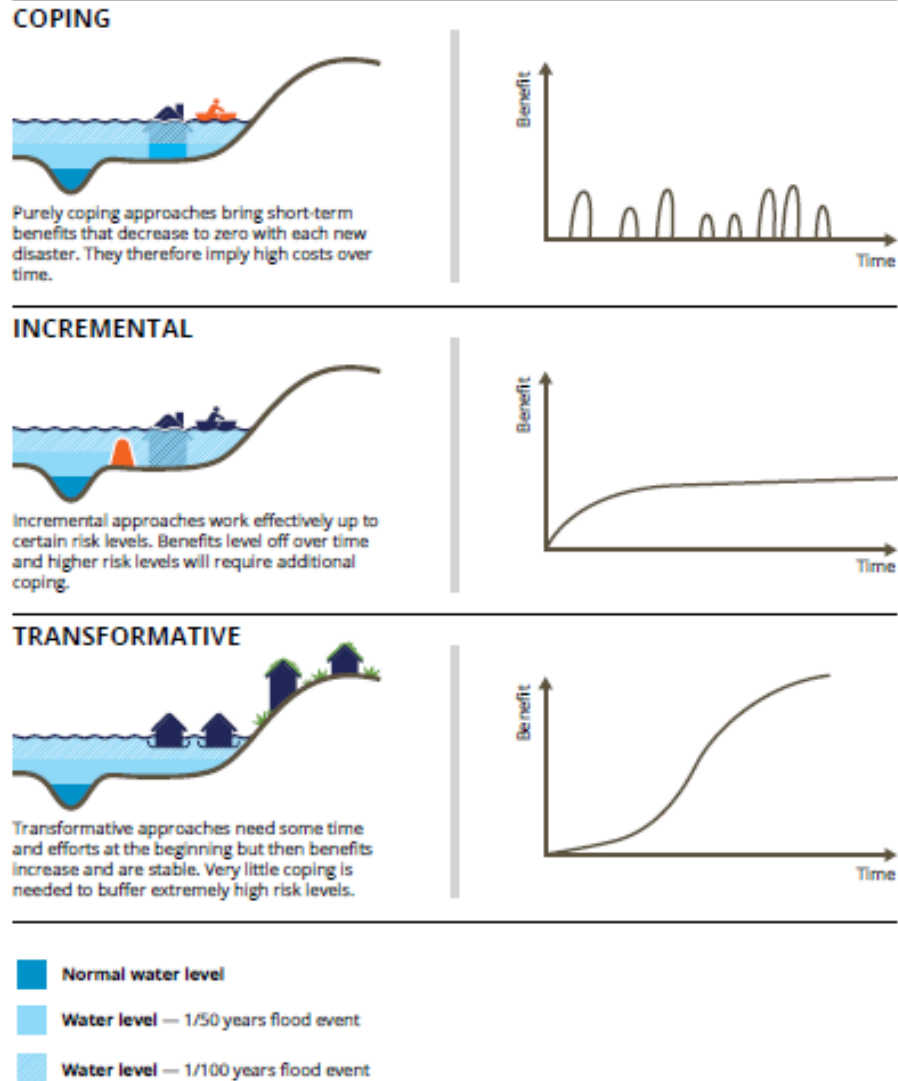 COPING
Benefit
Time
Purely coping approaches bring short-term
benefits that decrease to zero with each new
disaster. They therefore imply high costs over
time.
INCREMENTAL
Benefit
Time
Incremental approaches work effectively up to
certain risk levels. Benefits level off over time
and higher risk levels will require additional
coping.
TRANSFORMATIVE
Benefit
Time
Transformative approaches need some time
and efforts at the beginning but then benefits
increase and are stable. Very little coping is
needed to buffer extremely high risk levels.
Normal water level
Water level — 1/50 years flood event
Water level — 1/100 years flood event